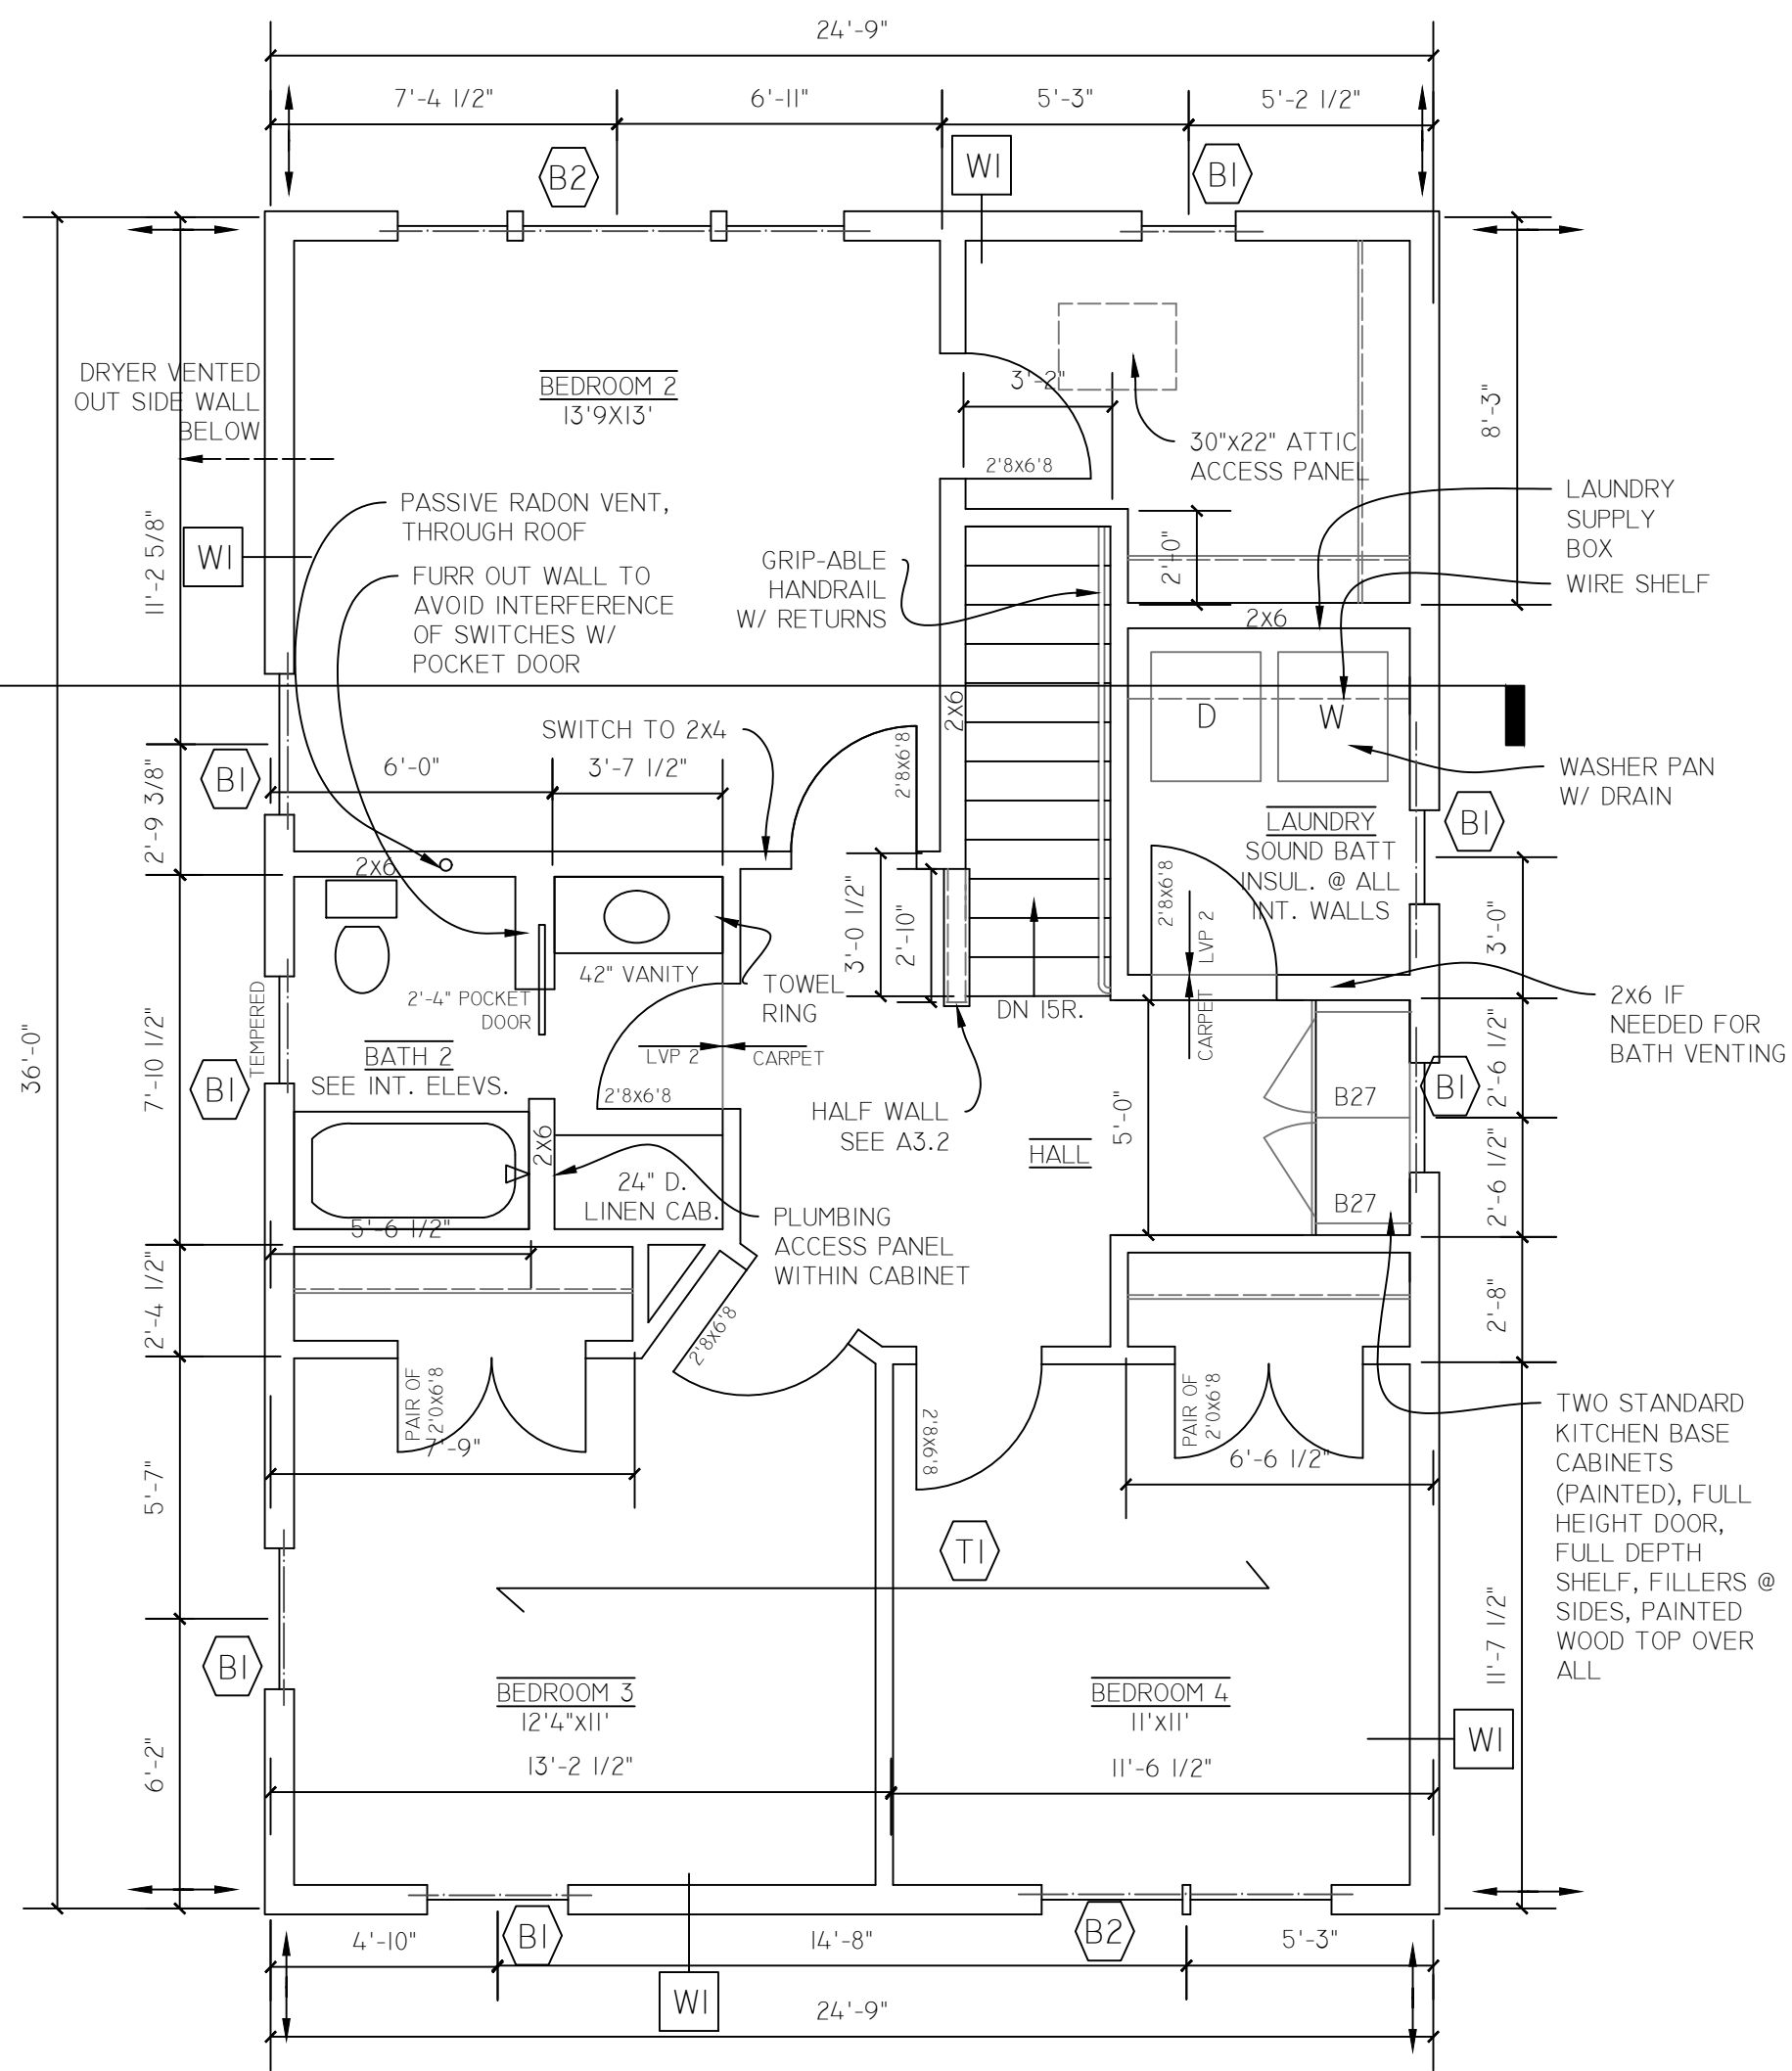 24'-9"
7'-4 1/2"
6'-11"
5'-3"
5'-2 1/2"
B2
W1
B1
DRYER VENTED
OUT SIDE WALL
BELOW
BEDROOM 2
13'9X13'
3'-2"
2'8x6'8
30"x22" ATTIC
ACCESS PANEL
8'-3"
LAUNDRY
SUPPLY
BOX
WIRE SHELF
PASSIVE RADON VENT,
THROUGH ROOF
FURR OUT WALL TO
AVOID INTERFERENCE
OF SWITCHES W/
POCKET DOOR
11'-2 5/8"
W1
GRIP-ABLE
HANDRAIL
W/ RETURNS
2'-0"
2x6
2x6
D
W
SWITCH TO 2x4
6'-0"
3'-7 1/2"
2'8x6'8
B1
2'-9 3/8"
WASHER PAN
W/ DRAIN
B1
LAUNDRY
SOUND BATT
INSUL. @ ALL
INT. WALLS
2x6
42" VANITY
2'-4" POCKET
DOOR
TOWEL
RING
3'-0 1/2"
2'-10"
DN 15R.
2'8x6'8
LVP 2
CARPET
3'-0"
2x6 IF
NEEDED FOR
BATH VENTING
36'-0"
7'-10 1/2"
TEMPERED
B1
BATH 2
SEE INT. ELEVS.
LVP 2
CARPET
2'8x6'8
HALF WALL
SEE A3.2
HALL
5'-0"
B27
B27
B1
2'-6 1/2"
2'-6 1/2"
2x6
24" D.
LINEN CAB.
PLUMBING
ACCESS PANEL
WITHIN CABINET
5'-6 1/2"
2'-4 1/2"
2'8x6'8
2'-8"
PAIR OF
2'0x6'8
7'-9"
2'8x6'8
PAIR OF
2'0x6'8
6'-6 1/2"
TWO STANDARD
KITCHEN BASE
CABINETS
(PAINTED), FULL
HEIGHT DOOR,
FULL DEPTH
SHELF, FILLERS @
SIDES, PAINTED
WOOD TOP OVER
ALL
5'-7"
T1
B1
6'-2"
BEDROOM 3
12'4"x11'
13'-2 1/2"
BEDROOM 4
11'x11'
11'-6 1/2"
11'-7 1/2"
W1
4'-10"
B1
14'-8"
B2
5'-3"
W1
24'-9"